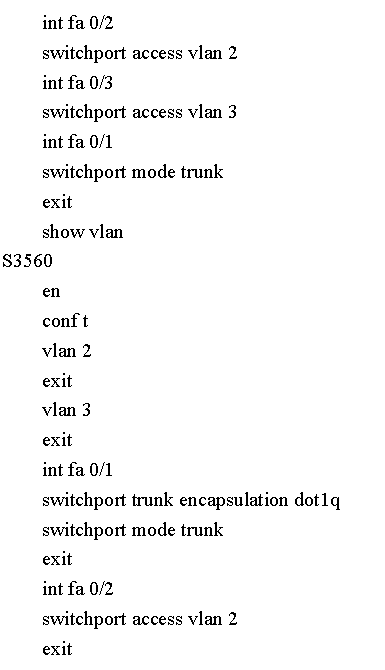 int fa 0/2
switchport access vlan 2
int fa 0/3
switchport access vlan 3
int fa 0/1
switchport mode trunk
exit
show vlan
S3560
en
conf t
vlan 2
exit
vlan 3
exit
int fa 0/1
switchport trunk encapsulation dot1q
switchport mode trunk
exit
int fa 0/2
switchport access vlan 2
exit